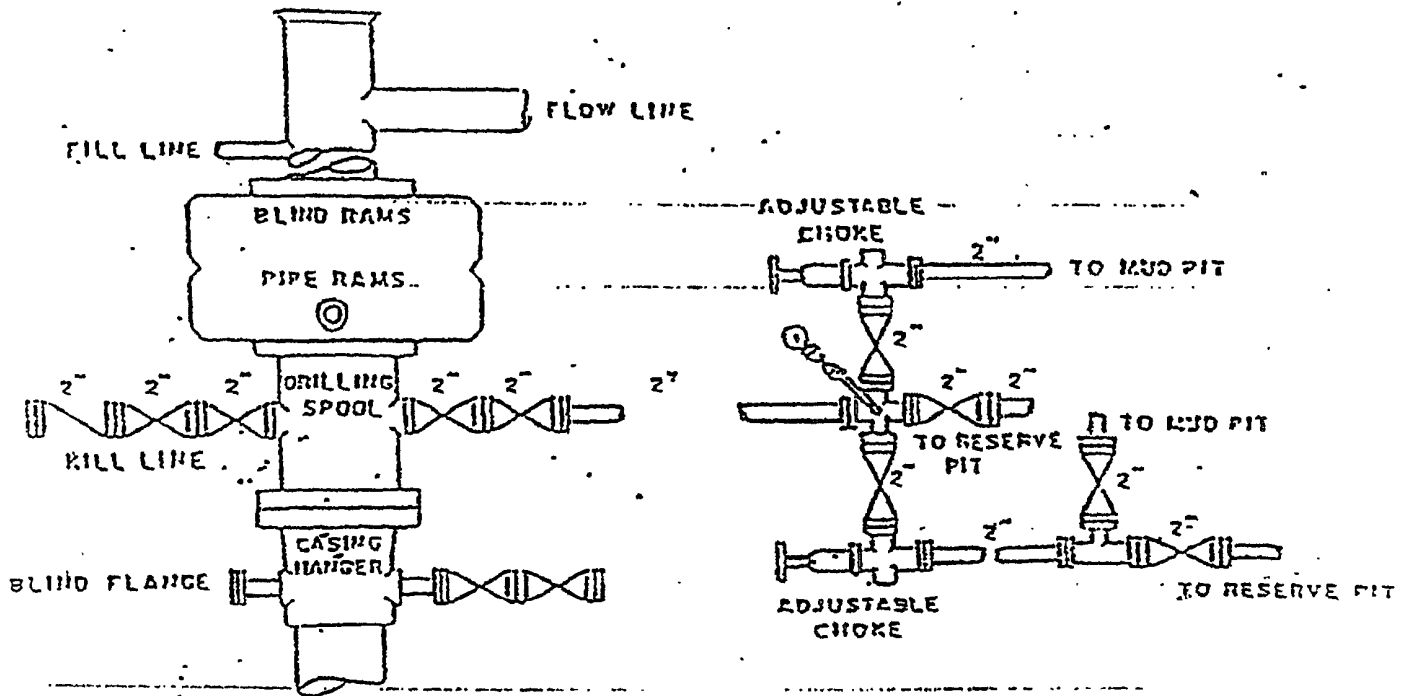 FLOW LINE
FILL LINE
BLIND RAMS
PIPE RAMS
ADJUSTABLE
CHOKE
2"
TO MUD PIT
2"
2" 2" 2"
DRILLING
SPOOL
2" 2"
2"
2" 2"
KILL LINE
TO RESERVE
PIT
TO MUD PIT
2"
2"
2"
2"
CASING
HANGER
BLIND FLANGE
ADJUSTABLE
CHOKE
TO RESERVE PIT